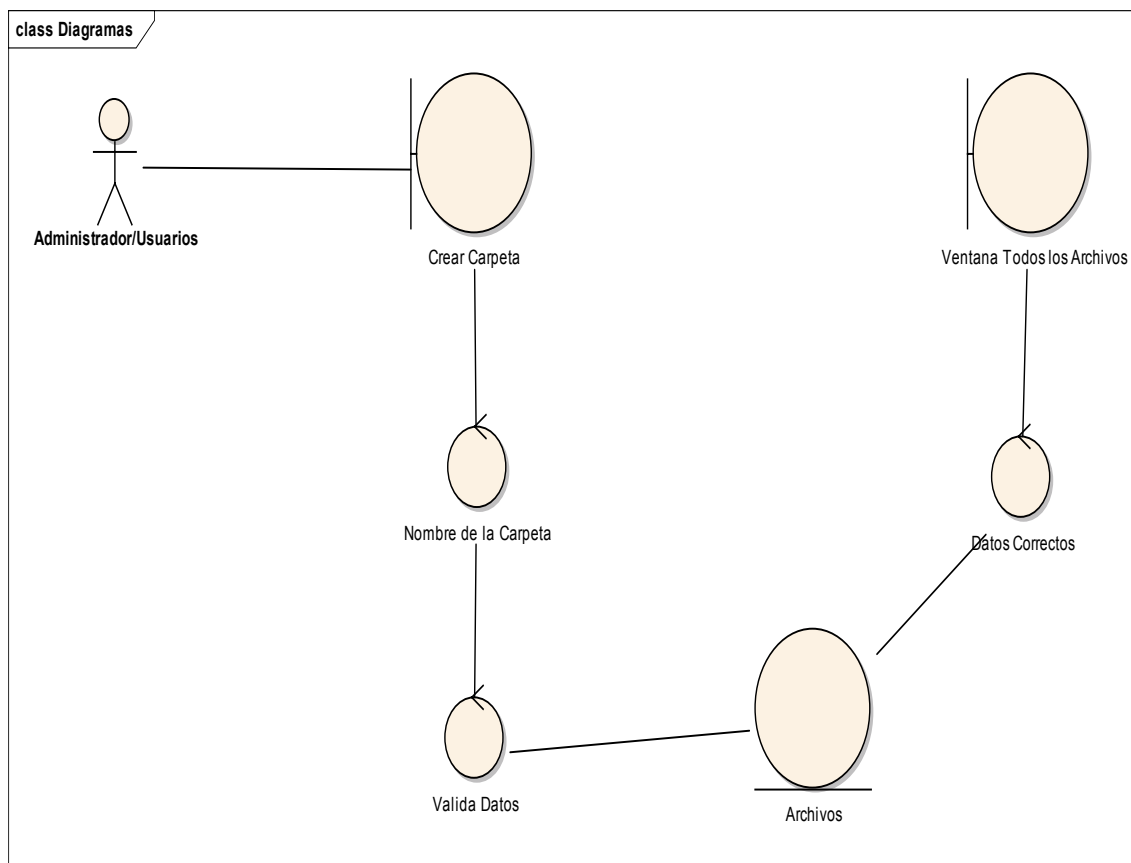 class Diagramas
Administrador/Usuarios
Crear Carpeta
Ventana Todos los Archivos
Nombre de la Carpeta
Datos Correctos
Valida Datos
Archivos